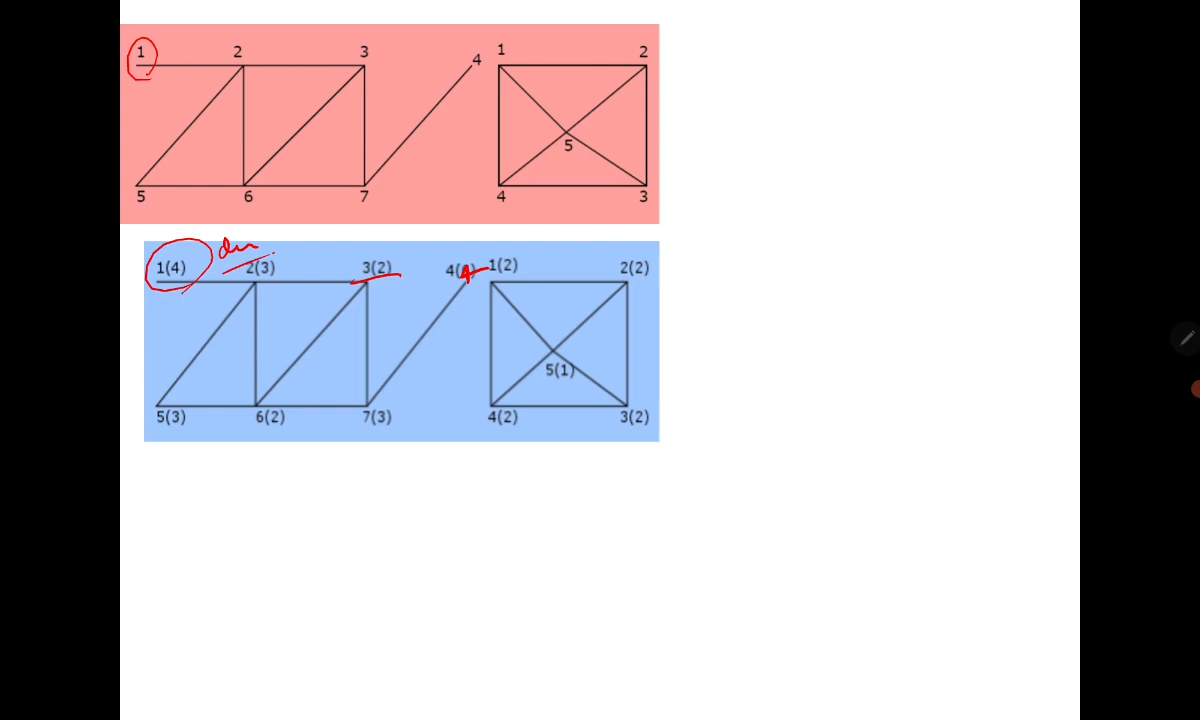 1 2 3 4
5 6 7
1 2
5
4 3
1(4) 2(3) 3(2) 4(4)
5(3) 6(2) 7(3)
1(2) 2(2)
5(1)
4(2) 3(2)